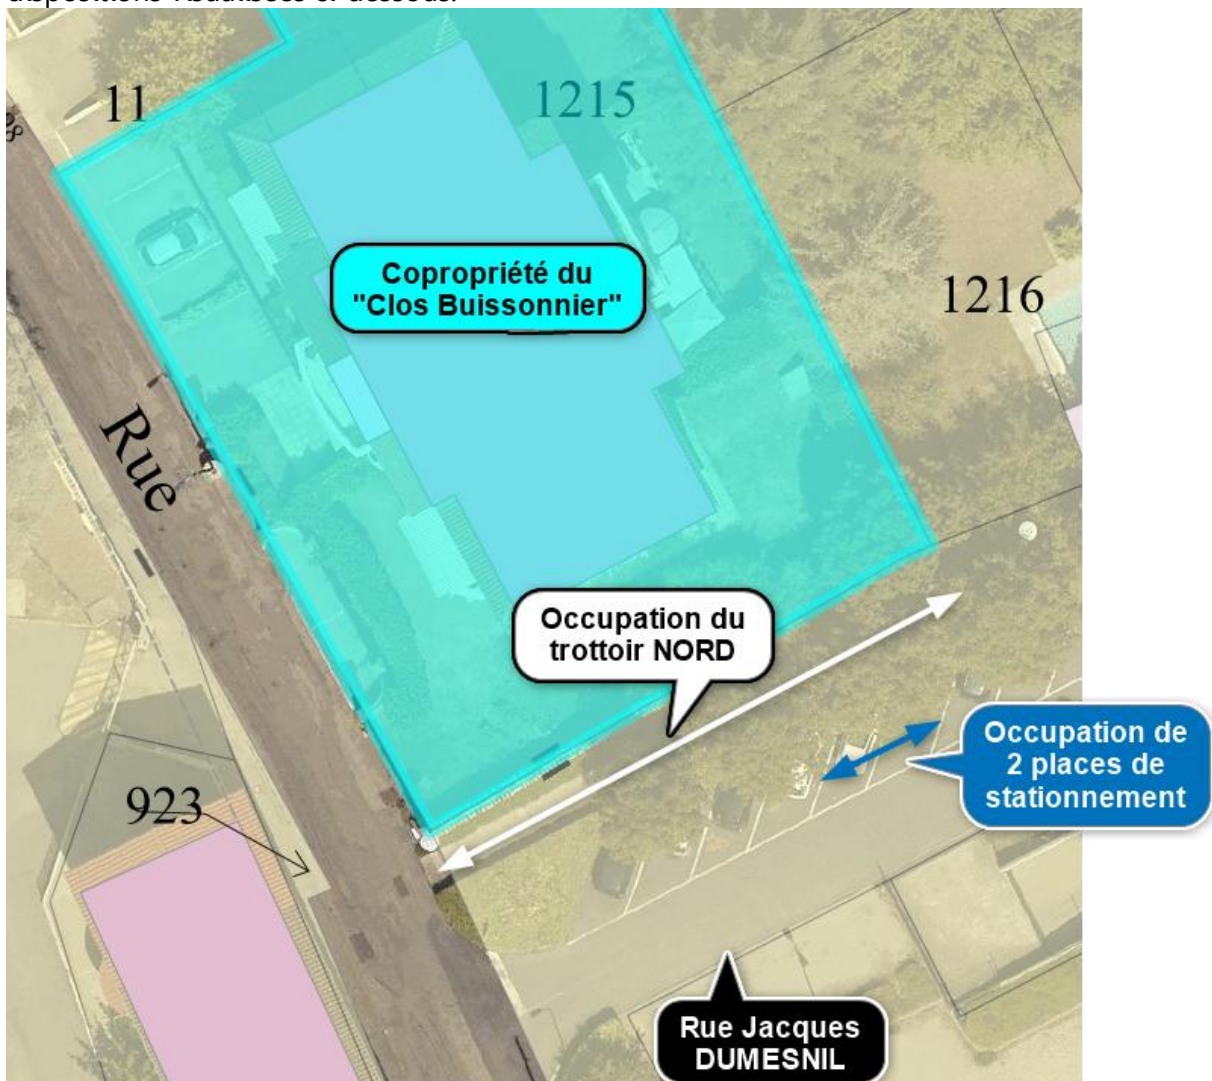 11
1215
Copropriété du
"Clos Buissonnier"
1216
Rue
Occupation du
trottoir NORD
Occupation de
2 places de
stationnement
923
Rue Jacques
DUMESNIL